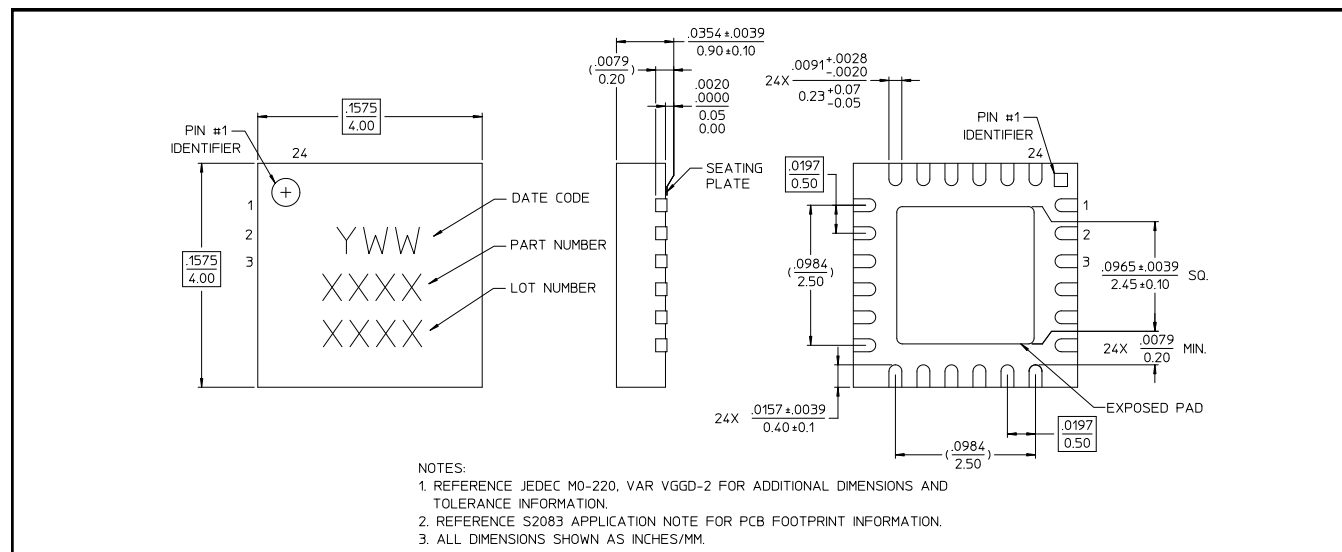 .0354±.0039
0.90±0.10
(.0079)
0.20
.0020
.0000
0.05
0.00
24X .0091+.0028
-.0020
0.23+0.07
-0.05
.1575
4.00
PIN #1
IDENTIFIER
24
PIN #1
IDENTIFIER
24
SEATING
PLATE
.0197
0.50
1
2
3
DATE CODE
YWW
PART NUMBER
XXXX
LOT NUMBER
XXXX
.1575
4.00
(.0984)
2.50
1
2
3
.0965±.0039 SQ.
2.45±0.10
24X .0079 MIN.
0.20
EXPOSED PAD
24X .0157±.0039
0.40±0.1
(.0984)
2.50
.0197
0.50
NOTES:
1. REFERENCE JEDEC MO-220, VAR VGGD-2 FOR ADDITIONAL DIMENSIONS AND
TOLERANCE INFORMATION.
2. REFERENCE S2083 APPLICATION NOTE FOR PCB FOOTPRINT INFORMATION.
3. ALL DIMENSIONS SHOWN AS INCHES/MM.